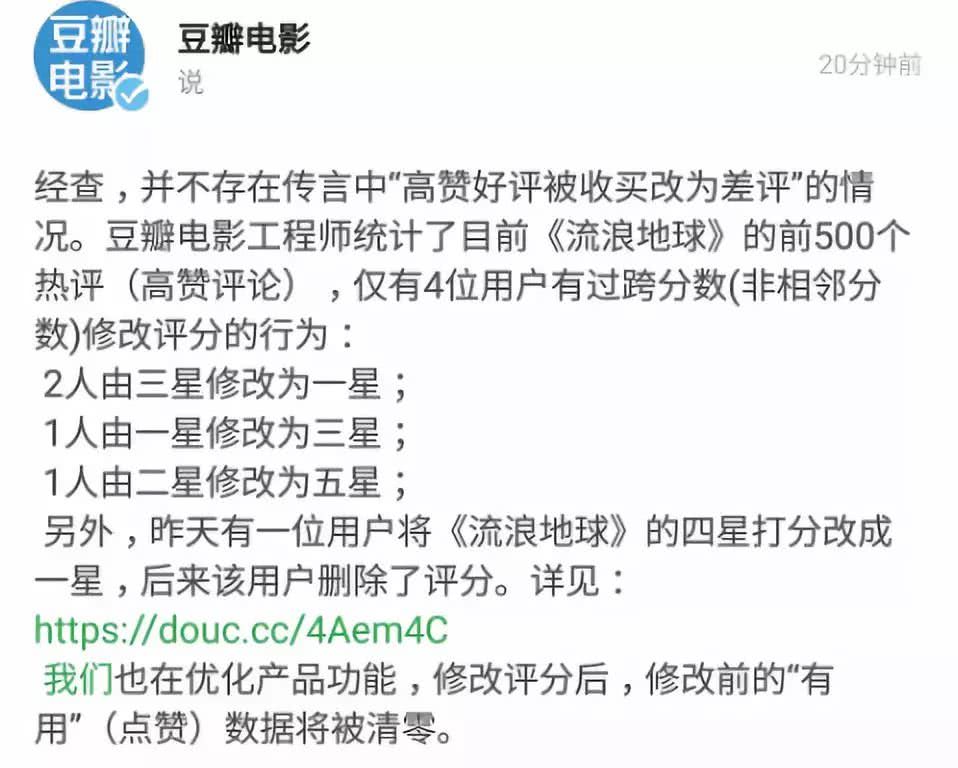 豆瓣
电影
豆瓣电影
说
20分钟前
经查，并不存在传言中“高赞好评被收买改为差评”的情
况。豆瓣电影工程师统计了目前《流浪地球》的前500个
热评（高赞评论），仅有4位用户有过跨分数(非相邻分
数)修改评分的行为：
2人由三星修改为一星；
1人由一星修改为三星；
1人由二星修改为五星；
另外，昨天有一位用户将《流浪地球》的四星打分改成
一星，后来该用户删除了评分。详见：
https://douc.cc/4Aem4C
我们也在优化产品功能，修改评分后，修改前的“有
用”（点赞）数据将被清零。